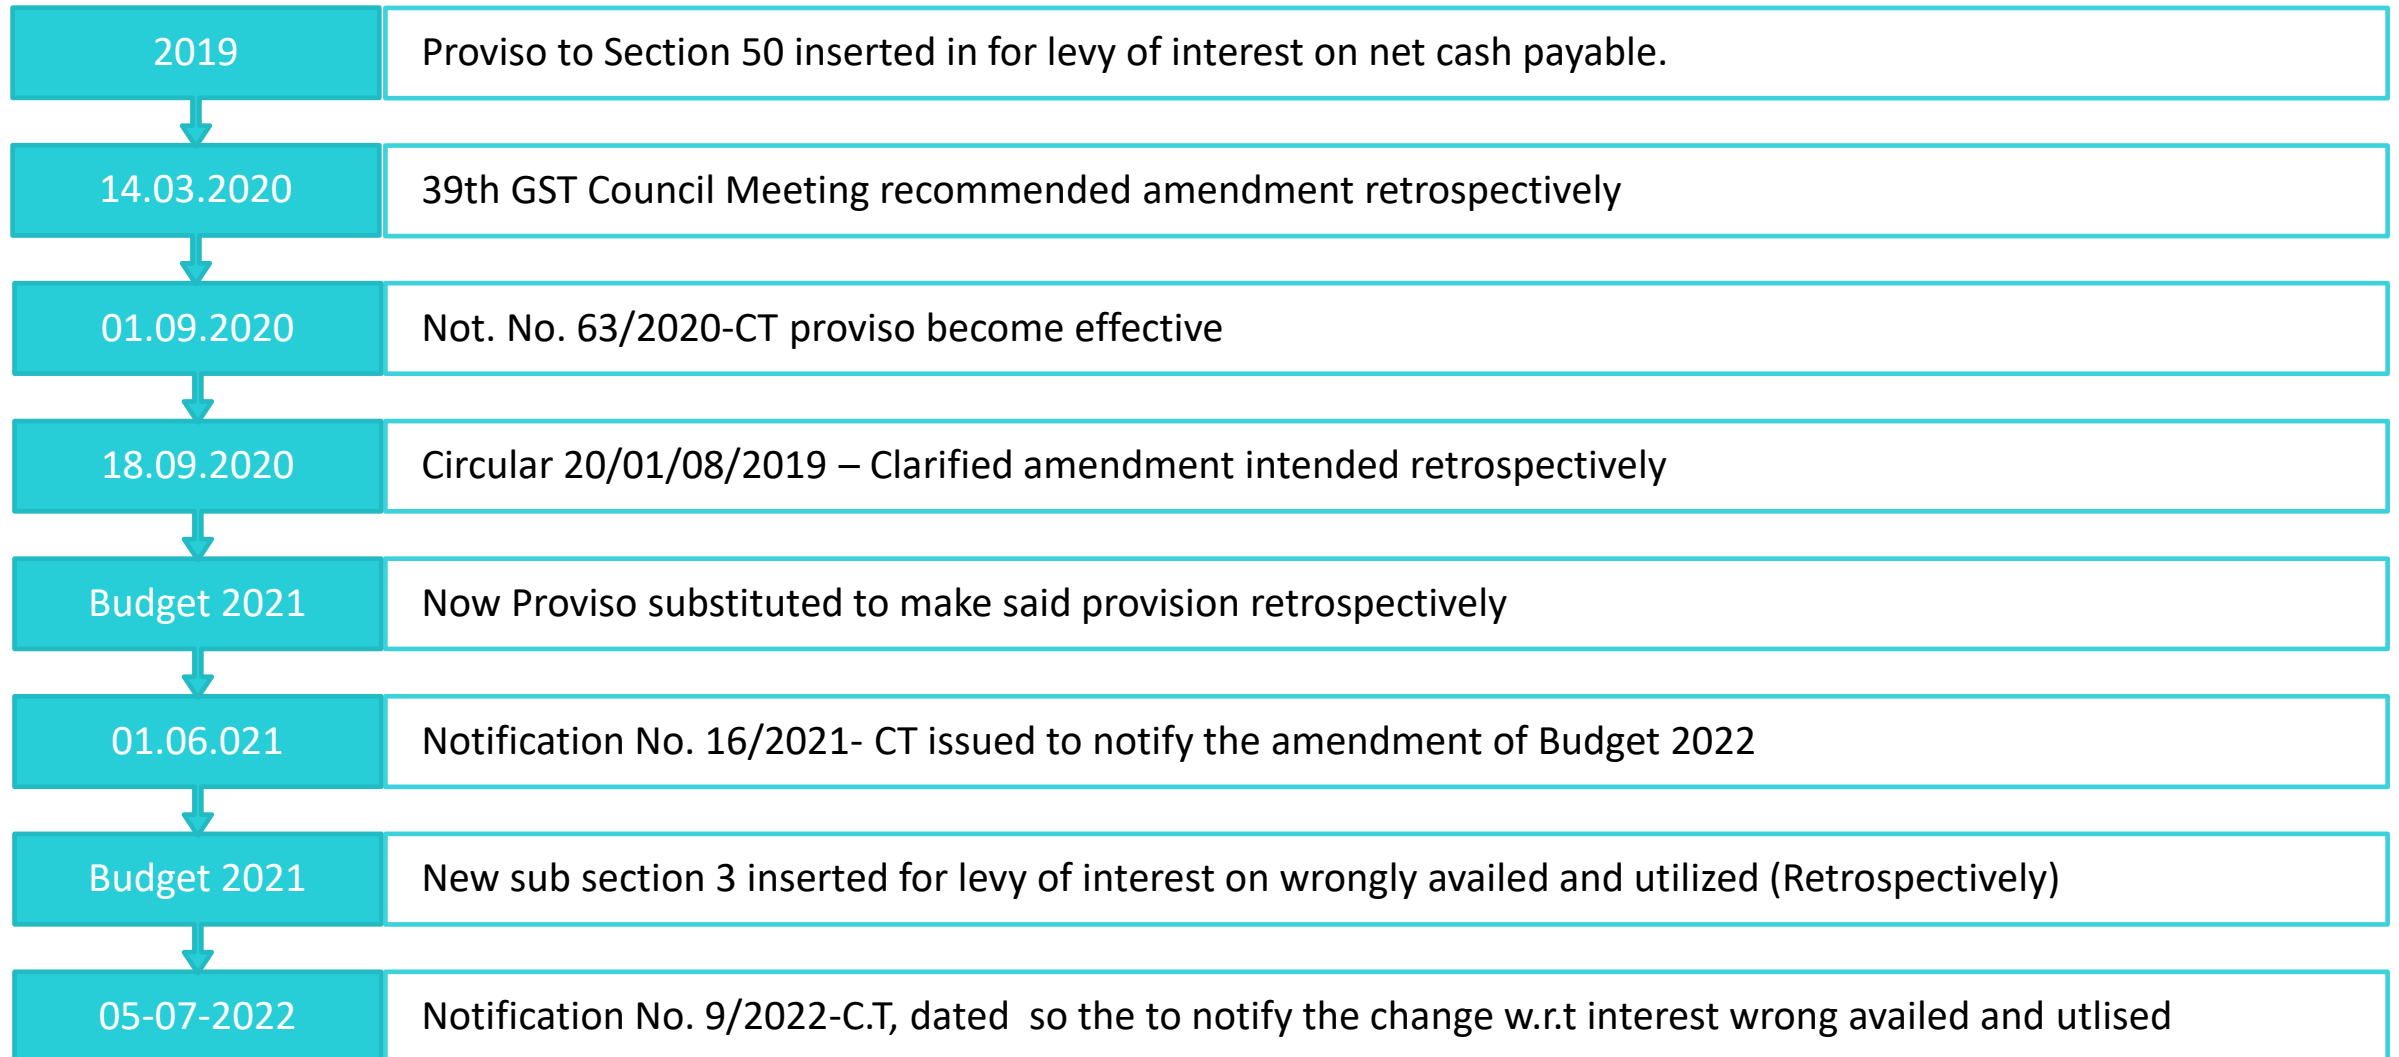 2019
Proviso to Section 50 inserted in for levy of interest on net cash payable.
14.03.2020
39th GST Council Meeting recommended amendment retrospectively
01.09.2020
Not. No. 63/2020-CT proviso become effective
18.09.2020
Circular 20/01/08/2019 – Clarified amendment intended retrospectively
Budget 2021
Now Proviso substituted to make said provision retrospectively
01.06.021
Notification No. 16/2021- CT issued to notify the amendment of Budget 2022
Budget 2021
New sub section 3 inserted for levy of interest on wrongly availed and utilized (Retrospectively)
05-07-2022
Notification No. 9/2022-C.T, dated  so the to notify the change w.r.t interest wrong availed and utlised